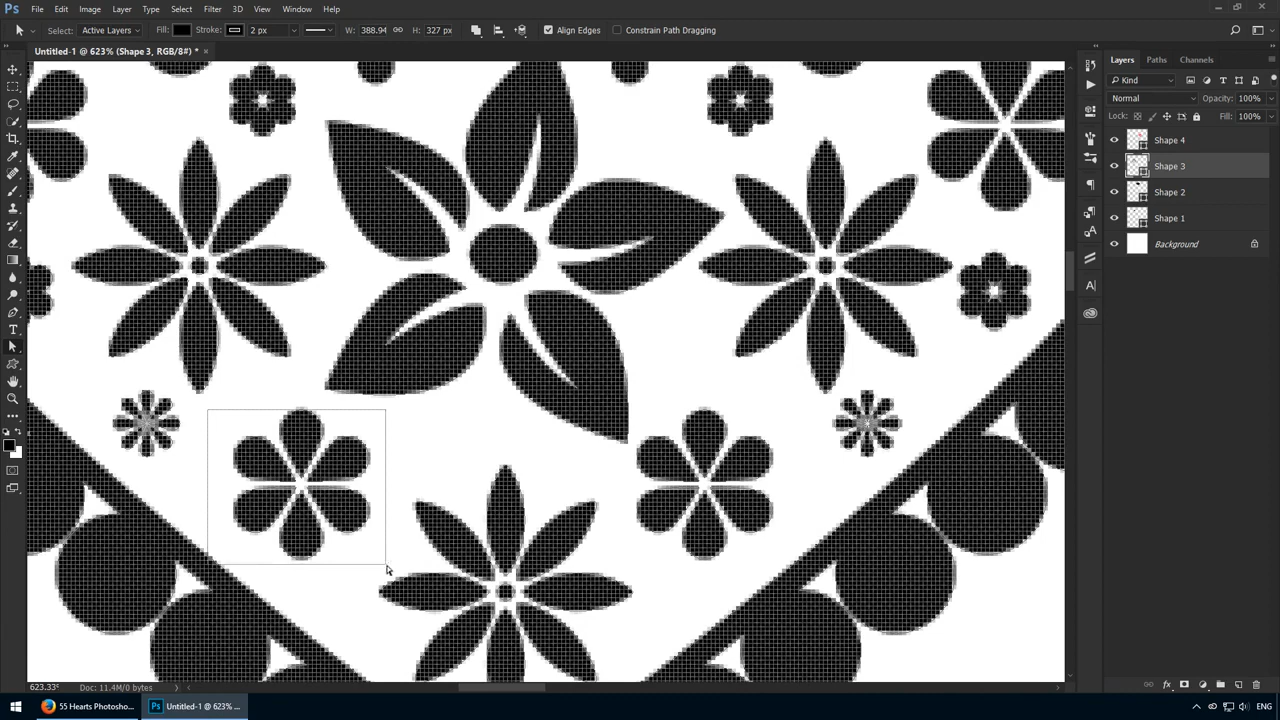 Ps File Edit Image Layer Type Select Filter 3D View Window Help
Select: Active Layers Fill: Stroke: 2 px W: 388.94 H: 327 px Align Edges Constrain Path Dragging
Untitled-1 @ 623% (Shape 3, RGB/8#) * ×
Layers Paths Channels
Kind
Normal Opacity: 100%
Lock: Fill: 100%
Shape 4
Shape 3
Shape 2
Shape 1
Background
623.33% Doc: 11.4M/0 bytes
55 Hearts Photosho... Ps Untitled-1 @ 623% ... ENG